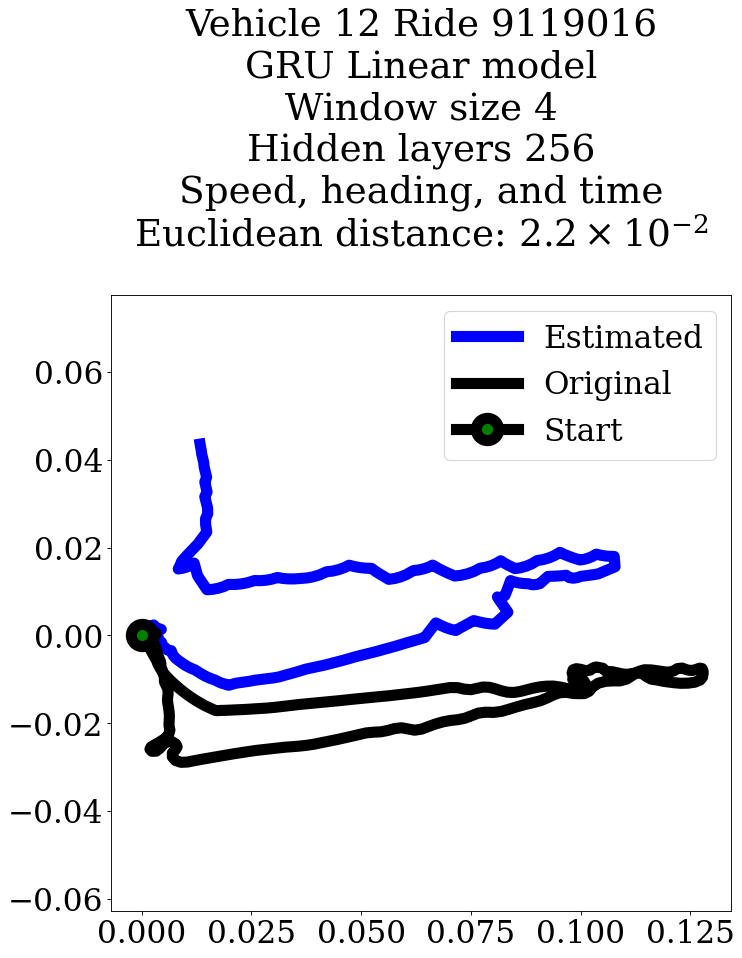 Vehicle 12 Ride 9119016
GRU Linear model
Window size 4
Hidden layers 256
Speed, heading, and time
Euclidean distance: 2.2 × 10⁻²
Estimated
Original
Start
0.06
0.04
0.02
0.00
−0.02
−0.04
−0.06
0.000 0.025 0.050 0.075 0.100 0.125